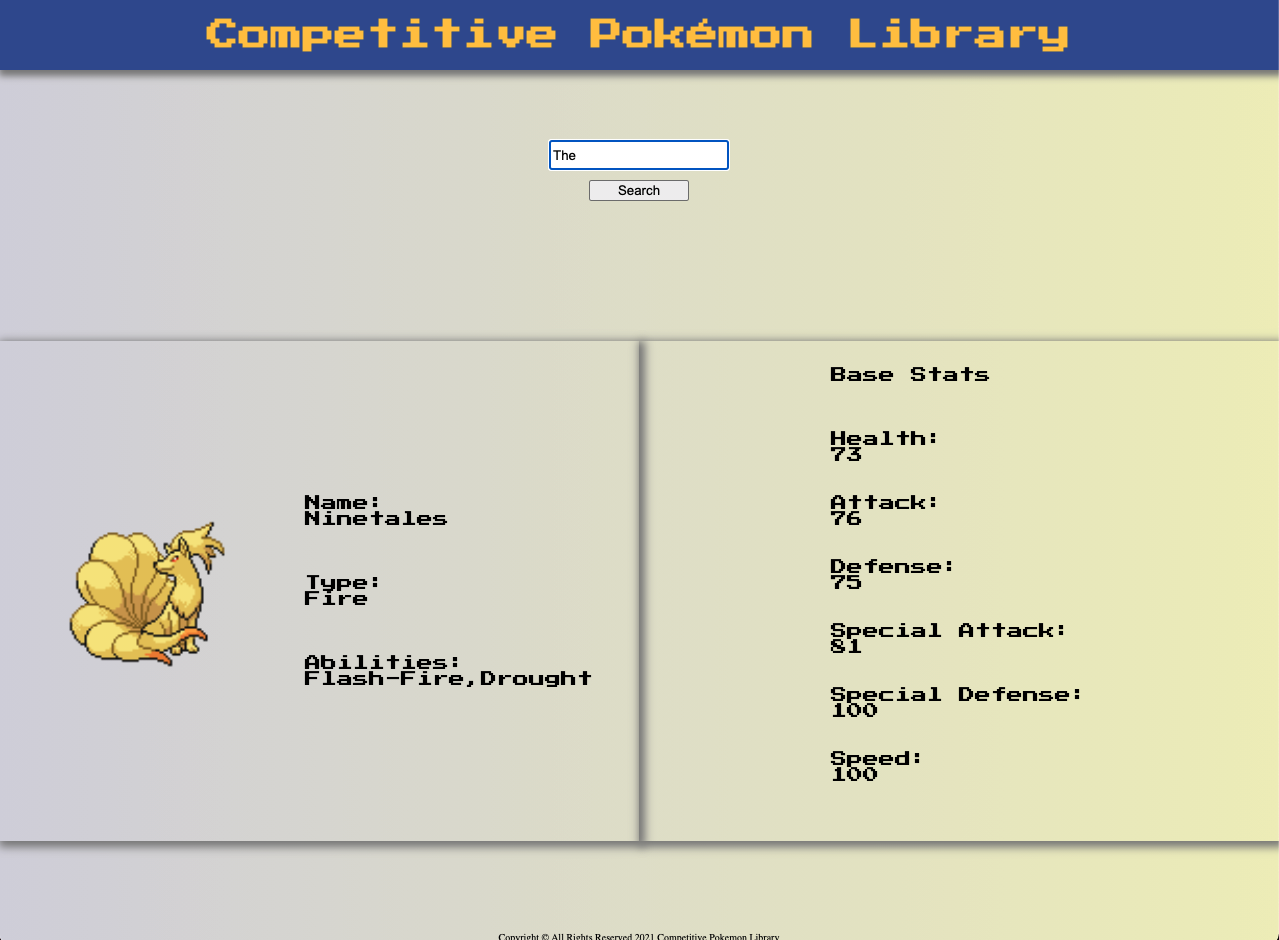 Competitive Pokémon Library
The
Search
Name:
Ninetales
Type:
Fire
Abilities:
Flash-Fire,Drought
Base Stats
Health:
73
Attack:
76
Defense:
75
Special Attack:
81
Special Defense:
100
Speed:
100
Copyright © All Rights Reserved 2021 Competitive Pokemon Library